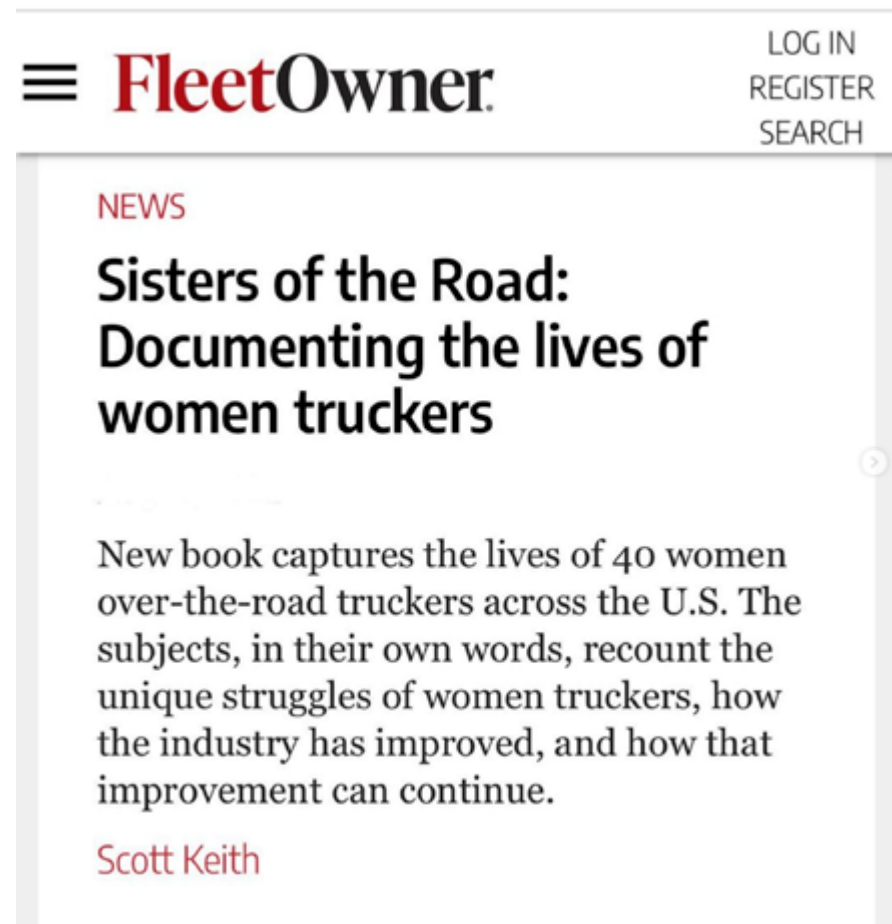 LOG IN
FleetOwner.
REGISTER
SEARCH
NEWS
Sisters of the Road:
Documenting the lives of
women truckers
New book captures the lives of 40 women
over-the-road truckers across the U.S. The
subjects, in their own words, recount the
unique struggles of women truckers, how
the industry has improved, and how that
improvement can continue.
Scott Keith